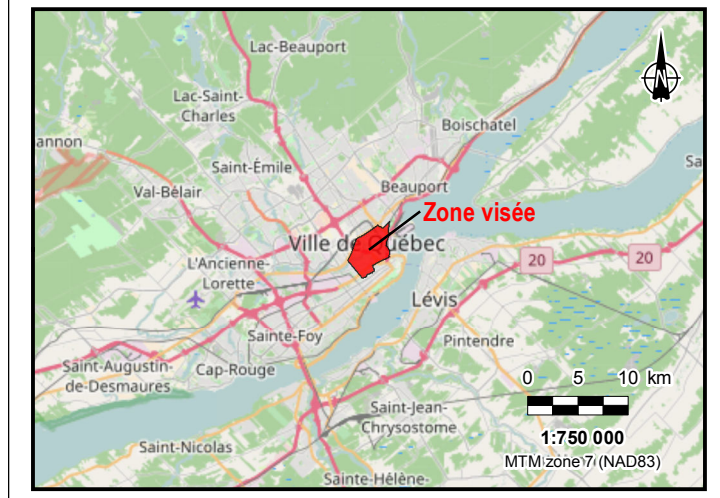 Lac-Beauport
Lac-Saint-
Charles
Boischatel
annon
Saint-Émile
Sa
Val-Bélair
Beauport
Zone visée
Ville de Québec
L'Ancienne-
Lorette
20
20
Lévis
Sainte-Foy
Pintendre
Saint-Augustin-
de-Desmaures
Cap-Rouge
0 5 10 km
Saint-Jean-
Chrysostome
1:750 000
Saint-Nicolas
MTM zone 7 (NAD83)
Sainte-Hélène-